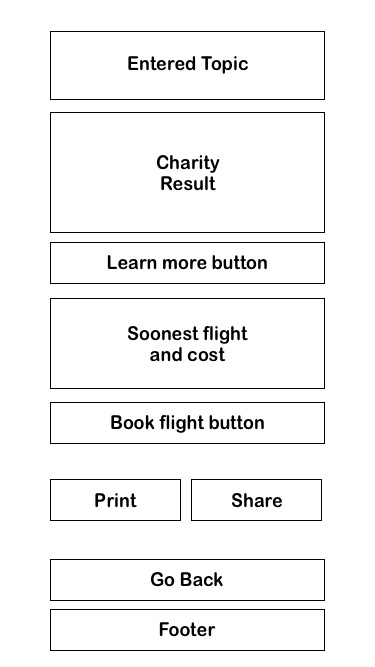 Entered Topic
Charity
Result
Learn more button
Soonest flight
and cost
Book flight button
Print
Share
Go Back
Footer